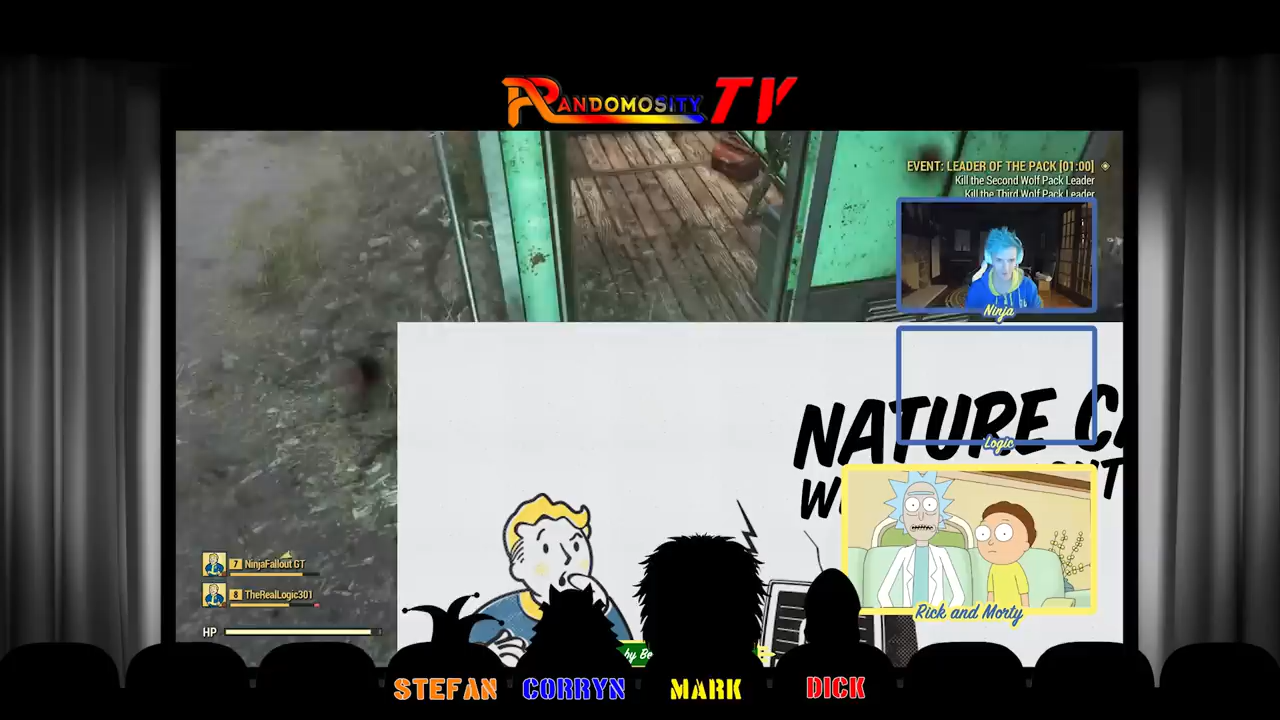 RANDOMOSITY TV
EVENT: LEADER OF THE PACK [01:00]
Kill the Second Wolf Pack Leader
Kill the Third Wolf Pack Leader
Ninja
NATURE
Logic
Rick and Morty
7 NinjaFallout GT
8 TheRealLogic301
HP
by
STEFAN CORRYN MARK DICK